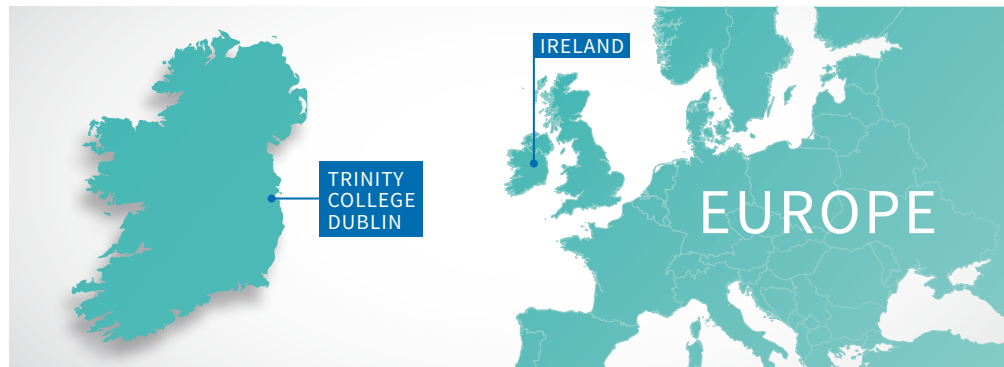 TRINITY
COLLEGE
DUBLIN
IRELAND
EUROPE